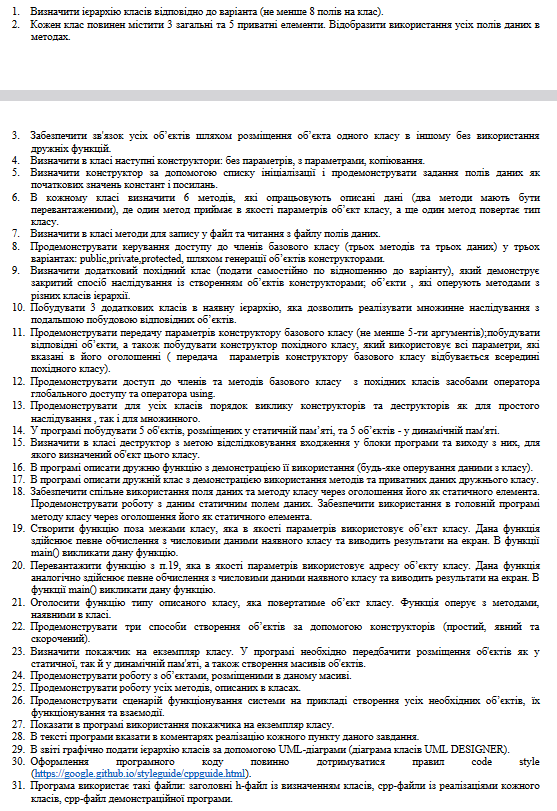 1. Визначити ієрархію класів відповідно до варіанта (не менше 8 полів на клас).
2. Кожен клас повинен містити 3 загальні та 5 приватні елементи. Відобразити використання усіх полів даних в
методах.
3. Забезпечити зв'язок усіх об’єктів шляхом розміщення об’єкта одного класу в іншому без використання
дружніх функцій.
4. Визначити в класі наступні конструктори: без параметрів, з параметрами, копіювання.
5. Визначити конструктор за допомогою списку ініціалізації і продемонструвати задання полів даних як
початкових значень констант і посилань.
6. В кожному класі визначити 6 методів, які опрацьовують описані дані (два методи мають бути
перевантаженими), де один метод приймає в якості параметрів об’єкт класу, а ще один метод повертає тип
класу.
7. Визначити в класі методи для запису у файл та читання з файлу полів даних.
8. Продемонструвати керування доступу до членів базового класу (трьох методів та трьох даних) у трьох
варіантах: public,private,protected, шляхом генерації об’єктів конструкторами.
9. Визначити додатковий похідний клас (подати самостійно по відношенню до варіанту), який демонструє
закритий спосіб наслідування із створенням об’єктів конструкторами; об’єкти , які оперують методами з
різних класів ієрархії.
10. Побудувати 3 додаткових класів в наявну ієрархію, яка дозволить реалізувати множинне наслідування з
подальшою побудовою відповідних об’єктів.
11. Продемонструвати передачу параметрів конструктору базового класу (не менше 5-ти аргументів);побудувати
відповідні об’єкти, а також побудувати конструктор похідного класу, який використовує всі параметри, які
вказані в його оголошенні ( передача параметрів конструктору базового класу відбувається всередині
похідного класу).
12. Продемонструвати доступ до членів та методів базового класу з похідних класів засобами оператора
глобального доступу та оператора using.
13. Продемонструвати для усіх класів порядок виклику конструкторів та деструкторів як для простого
наслідування , так і для множинного.
14. У програмі побудувати 5 об'єктів, розміщених у статичній пам’яті, та 5 об’єктів - у динамічній пам'яті.
15. Визначити в класі деструктор з метою відслідковування входження у блоки програми та виходу з них, для
якого визначений об'єкт цього класу.
16. В програмі описати дружню функцію з демонстрацією її використання (будь-яке оперування даними з класу).
17. В програмі описати дружній клас з демонстрацією використання методів та приватних даних дружнього класу.
18. Забезпечити спільне використання поля даних та методу класу через оголошення його як статичного елемента.
Продемонструвати роботу з даним статичним полем даних. Забезпечити використання в головній програмі
методу класу через оголошення його як статичного елемента.
19. Створити функцію поза межами класу, яка в якості параметрів використовує об’єкт класу. Дана функція
здійснює певне обчислення з числовими даними наявного класу та виводить результати на екран. В функції
main() викликати дану функцію.
20. Перевантажити функцію з п.19, яка в якості параметрів використовує адресу об’єкту класу. Дана функція
аналогічно здійснює певне обчислення з числовими даними наявного класу та виводить результати на екран. В
функції main() викликати дану функцію.
21. Оголосити функцію типу описаного класу, яка повертатиме об’єкт класу. Функція оперує з методами,
наявними в класі.
22. Продемонструвати три способи створення об’єктів за допомогою конструкторів (простий, явний та
скорочений).
23. Визначити покажчик на екземпляр класу. У програмі необхідно передбачити розміщення об'єктів як у
статичної, так й у динамічній пам'яті, а також створення масивів об'єктів.
24. Продемонструвати роботу з об’єктами, розміщеними в даному масиві.
25. Продемонструвати роботу усіх методів, описаних в класах.
26. Продемонструвати сценарій функціонування системи на прикладі створення усіх необхідних об’єктів, їх
функціонування та взаємодії.
27. Показати в програмі використання покажчика на екземпляр класу.
28. В тексті програми вказати в коментарях реалізацію кожного пункту даного завдання.
29. В звіті графічно подати ієрархію класів за допомогою UML-діаграми (діаграма класів UML DESIGNER).
30. Оформлення програмного коду повинно дотримуватися правил code style
(https://google.github.io/styleguide/cppguide.html).
31. Програма використає такі файли: заголовні h-файл із визначенням класів, cpp-файли із реалізаціями кожного
класів, cpp-файл демонстраційної програми.